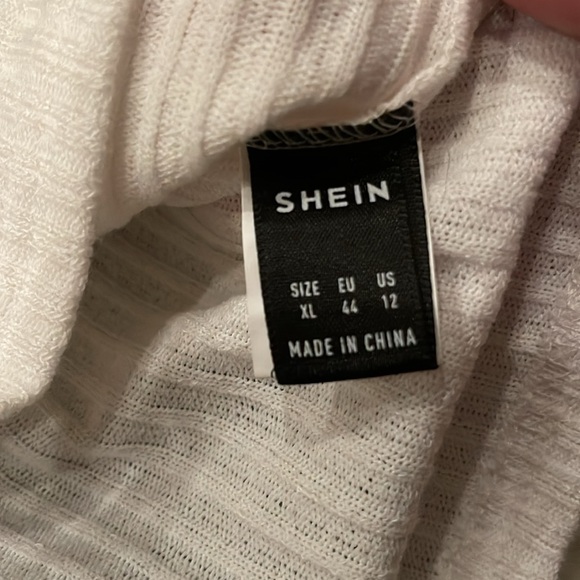 SHEIN
SIZE EU US
XL 44 12
MADE IN CHINA